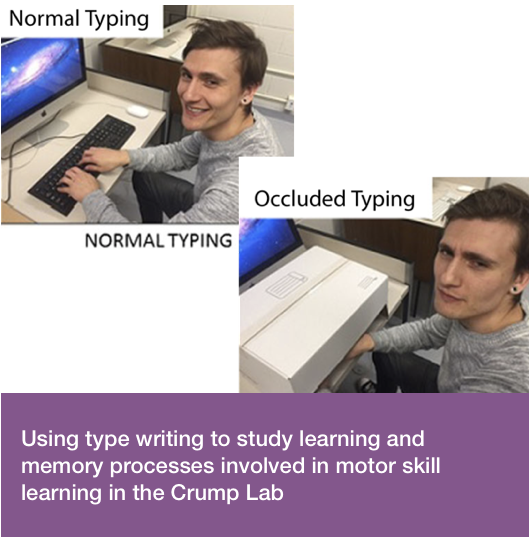 Normal Typing
Occluded Typing
NORMAL TYPING
Using type writing to study learning and
memory processes involved in motor skill
learning in the Crump Lab